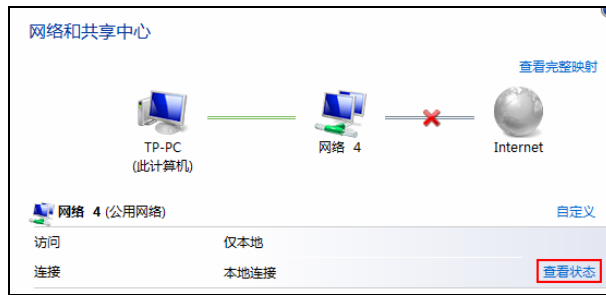 网络和共享中心
查看完整映射
TP-PC
(此计算机)
网络 4
Internet
网络 4 (公用网络)
自定义
访问
仅本地
连接
本地连接
查看状态